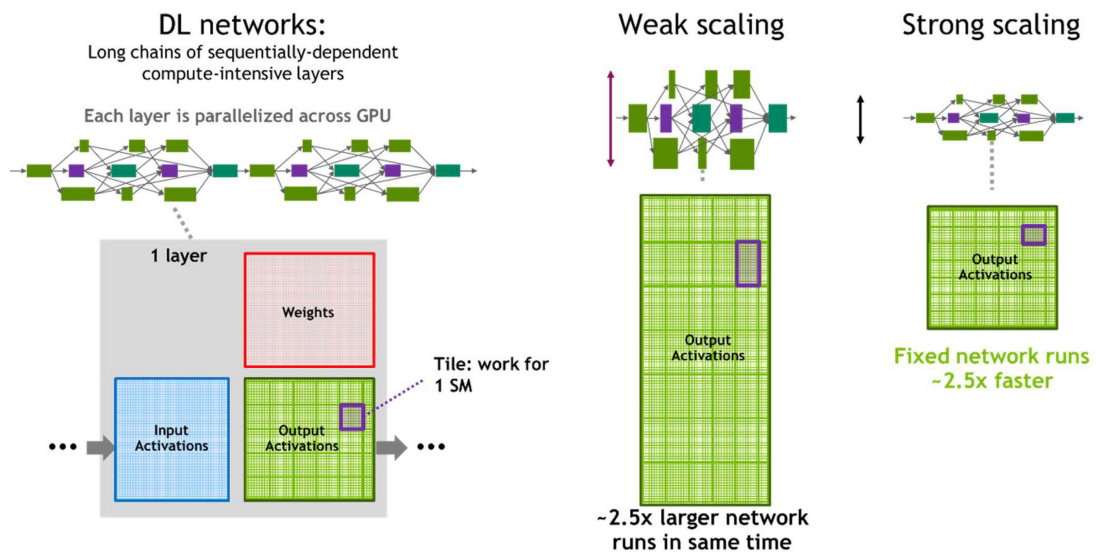 DL networks:
Long chains of sequentially-dependent
compute-intensive layers
Each layer is parallelized across GPU
1 layer
Weights
Tile: work for
1 SM
Input
Activations
Output
Activations
•••
•••
Weak scaling
Output
Activations
~2.5x larger network
runs in same time
Strong scaling
Output
Activations
Fixed network runs
~2.5x faster